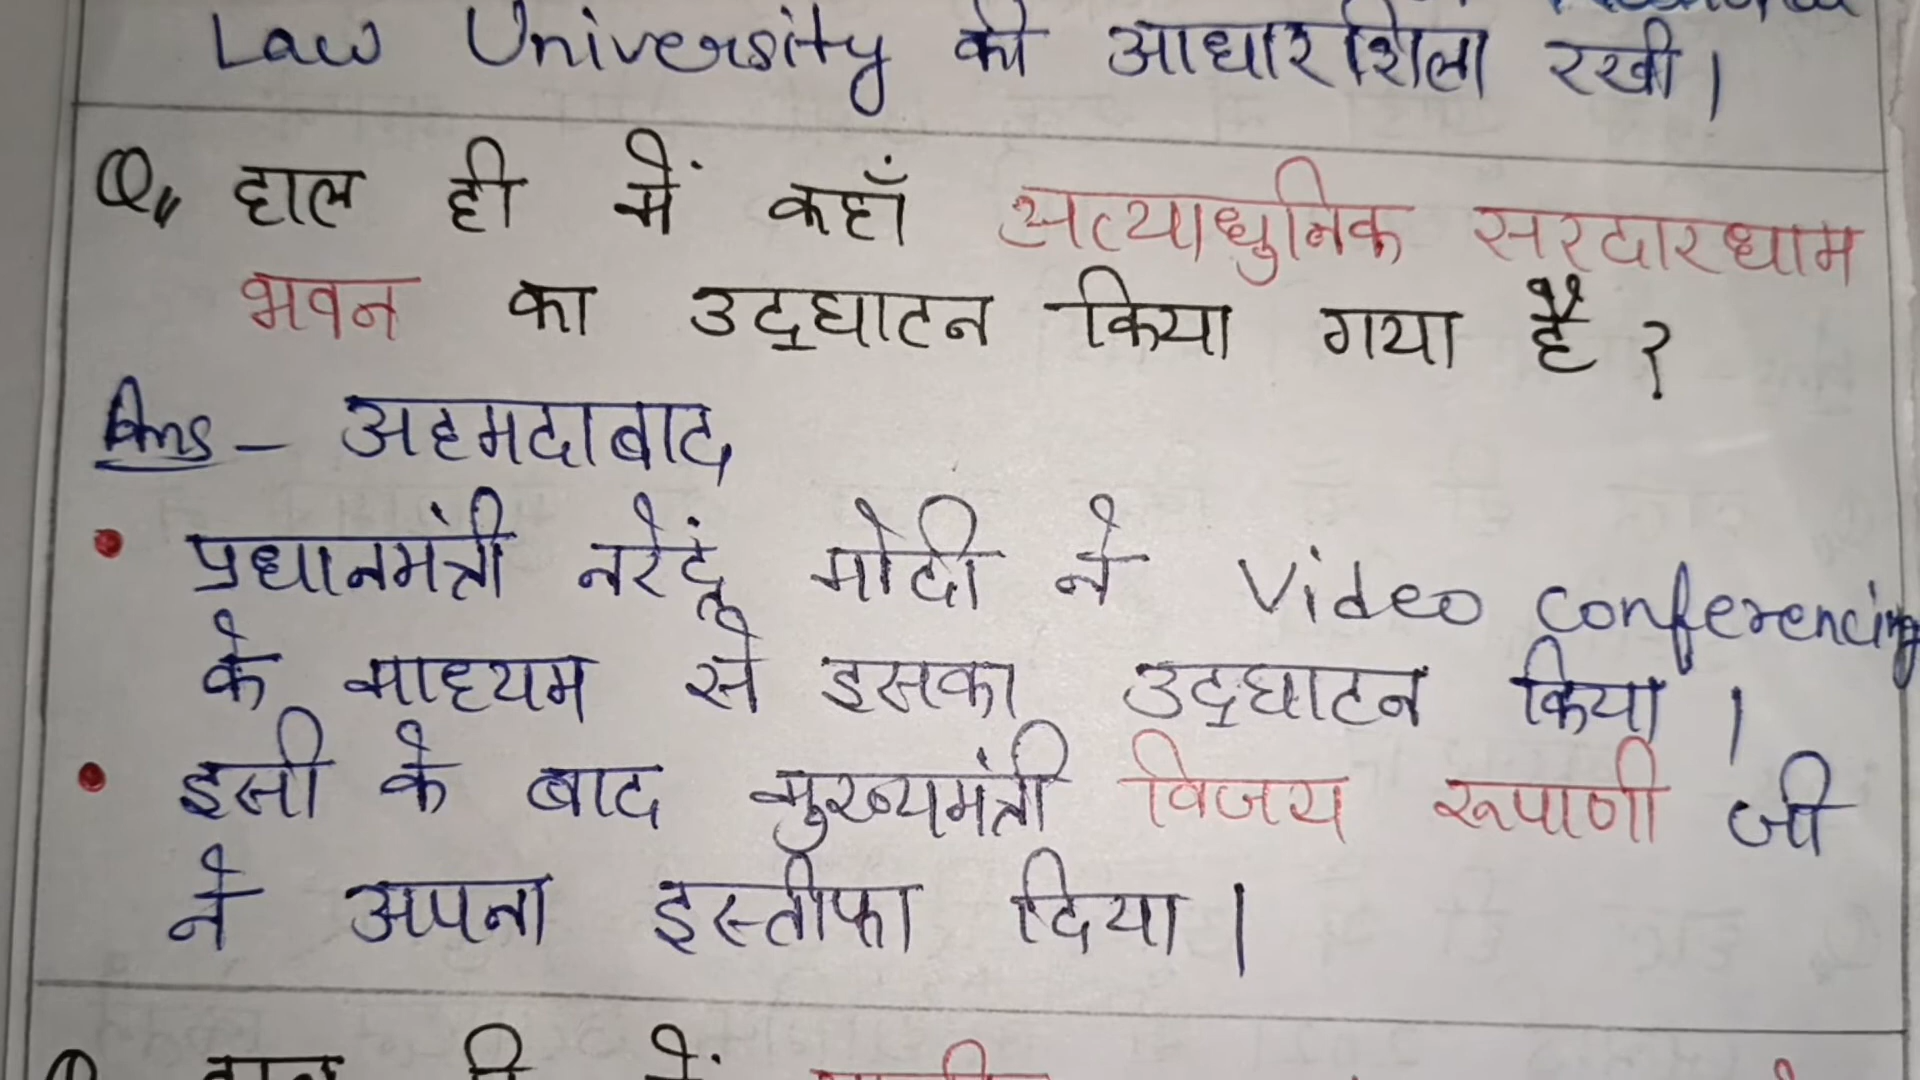 Law University की आधारशिला रखी।
Q,, हाल ही में कहाँ अत्याधुनिक सरदारधाम
भवन का उद्घाटन किया गया है ?
Ans - अहमदाबाद
• प्रधानमंत्री नरेंद्र मोदी ने Video conferencing
के माध्यम से इसका उद्घाटन किया ।
• इसी के बाद मुख्यमंत्री विजय रूपाणी जी
ने अपना इस्तीफा दिया ।
Q हाल ही में